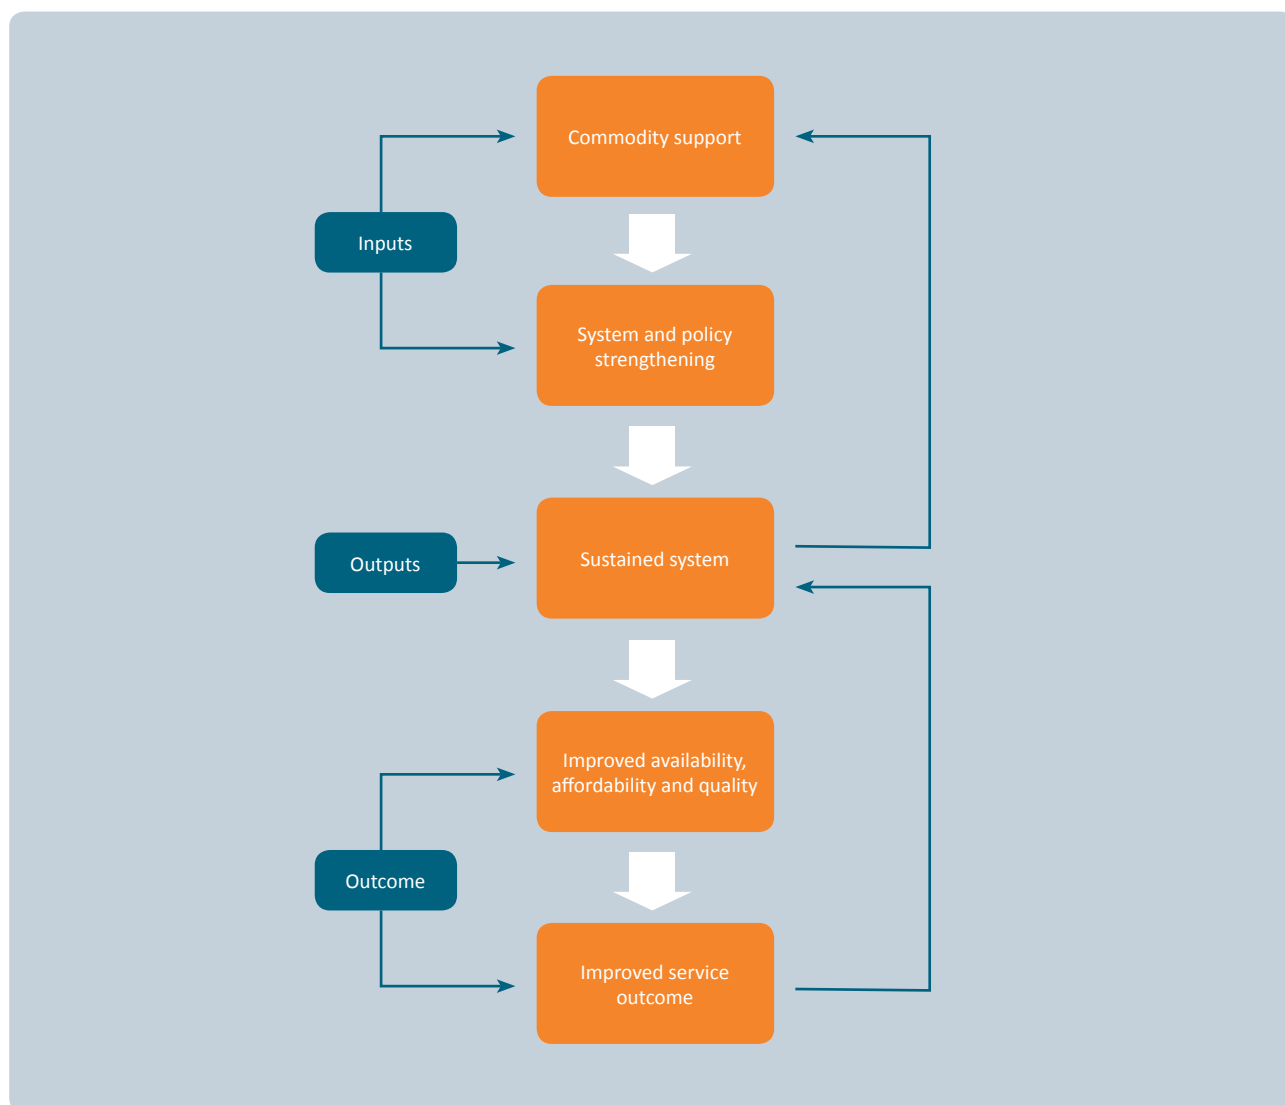 Commodity support
Inputs
System and policy
strengthening
Sustained system
Outputs
Improved availability,
affordability and quality
Outcome
Improved service
outcome